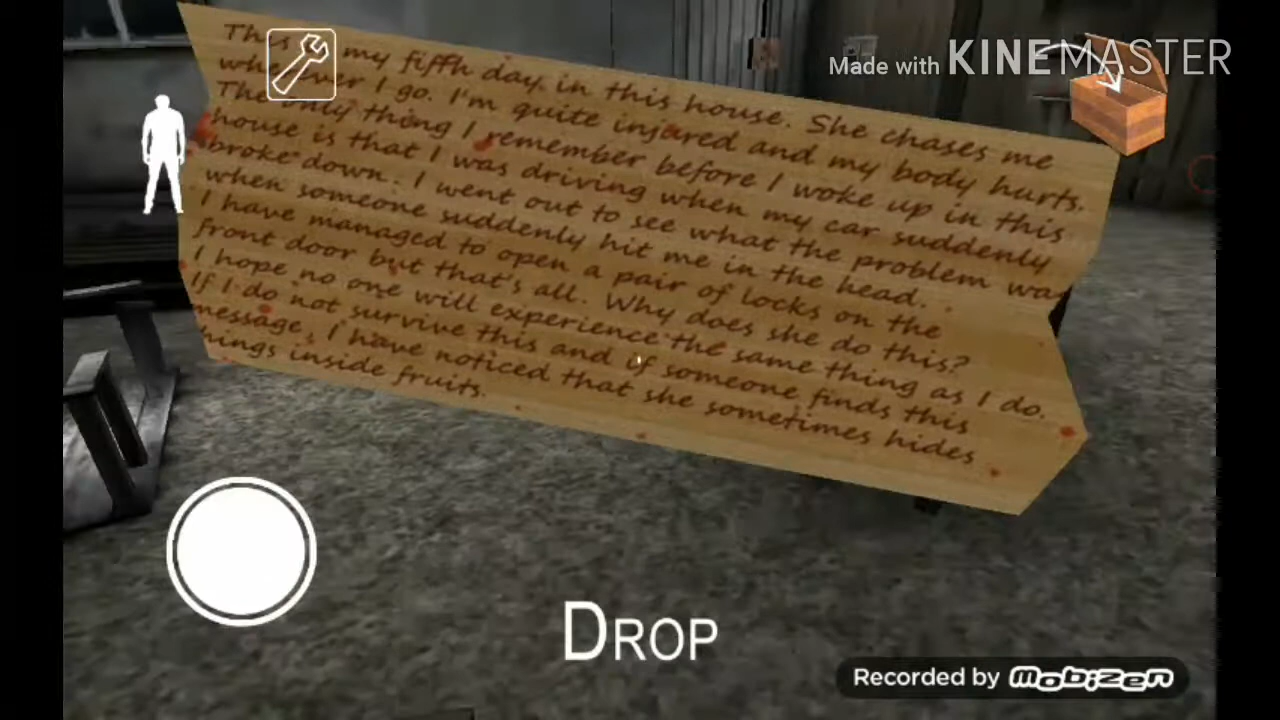 Made with KINEMASTER
This my fifth day in this house. She chases me
I go. I'm quite injured and my body hurts.
The only thing I remember before I woke up in this
house is that I was driving when my car suddenly
broke down. I went out to see what the problem was
when someone suddenly hit me in the head.
I have managed to open a pair of locks on the
front door but that's all. Why does she do this?
I hope no one will experience the same thing as I do.
If I do not survive this and if someone finds this
message, I have noticed that she sometimes hides
inside fruits.
DROP
Recorded by mobizen